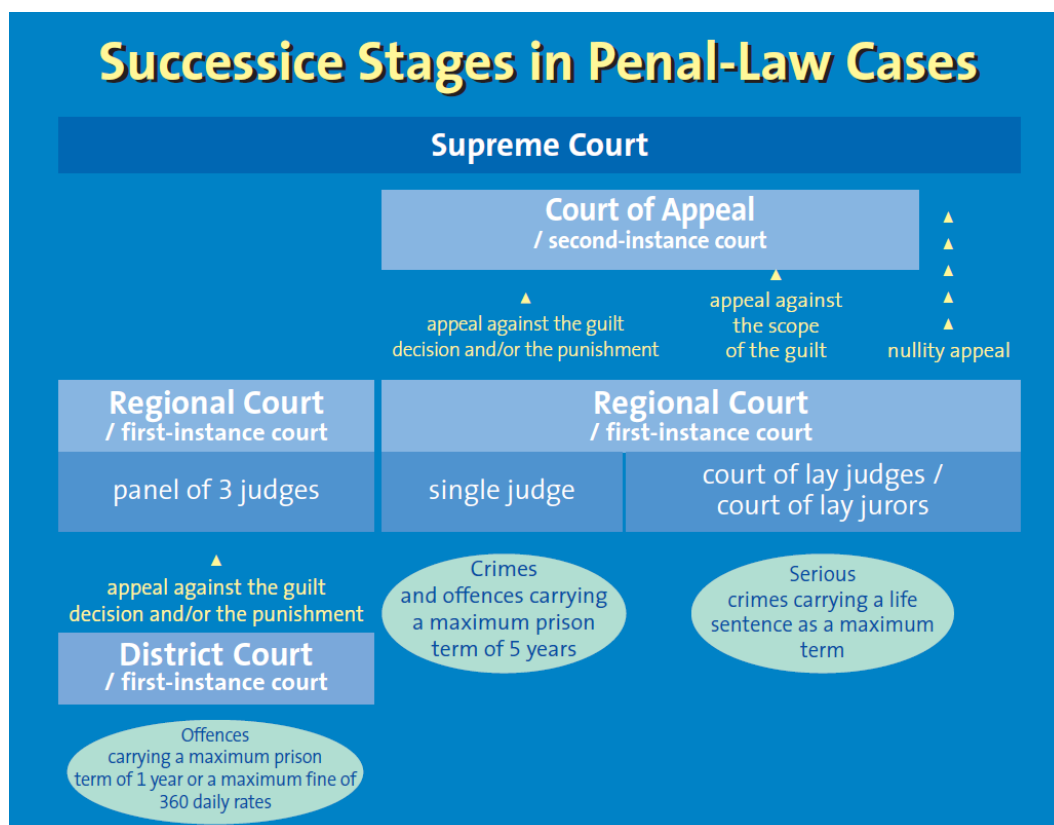 Successice Stages in Penal-Law Cases
Supreme Court
Court of Appeal
/ second-instance court
appeal against the guilt
decision and/or the punishment
appeal against
the scope
of the guilt
nullity appeal
Regional Court
/ first-instance court
panel of 3 judges
Regional Court
/ first-instance court
single judge
court of lay judges /
court of lay jurors
appeal against the guilt
decision and/or the punishment
District Court
/ first-instance court
Offences
carrying a maximum prison
term of 1 year or a maximum fine of
360 daily rates
Crimes
and offences carrying
a maximum prison
term of 5 years
Serious
crimes carrying a life
sentence as a maximum
term